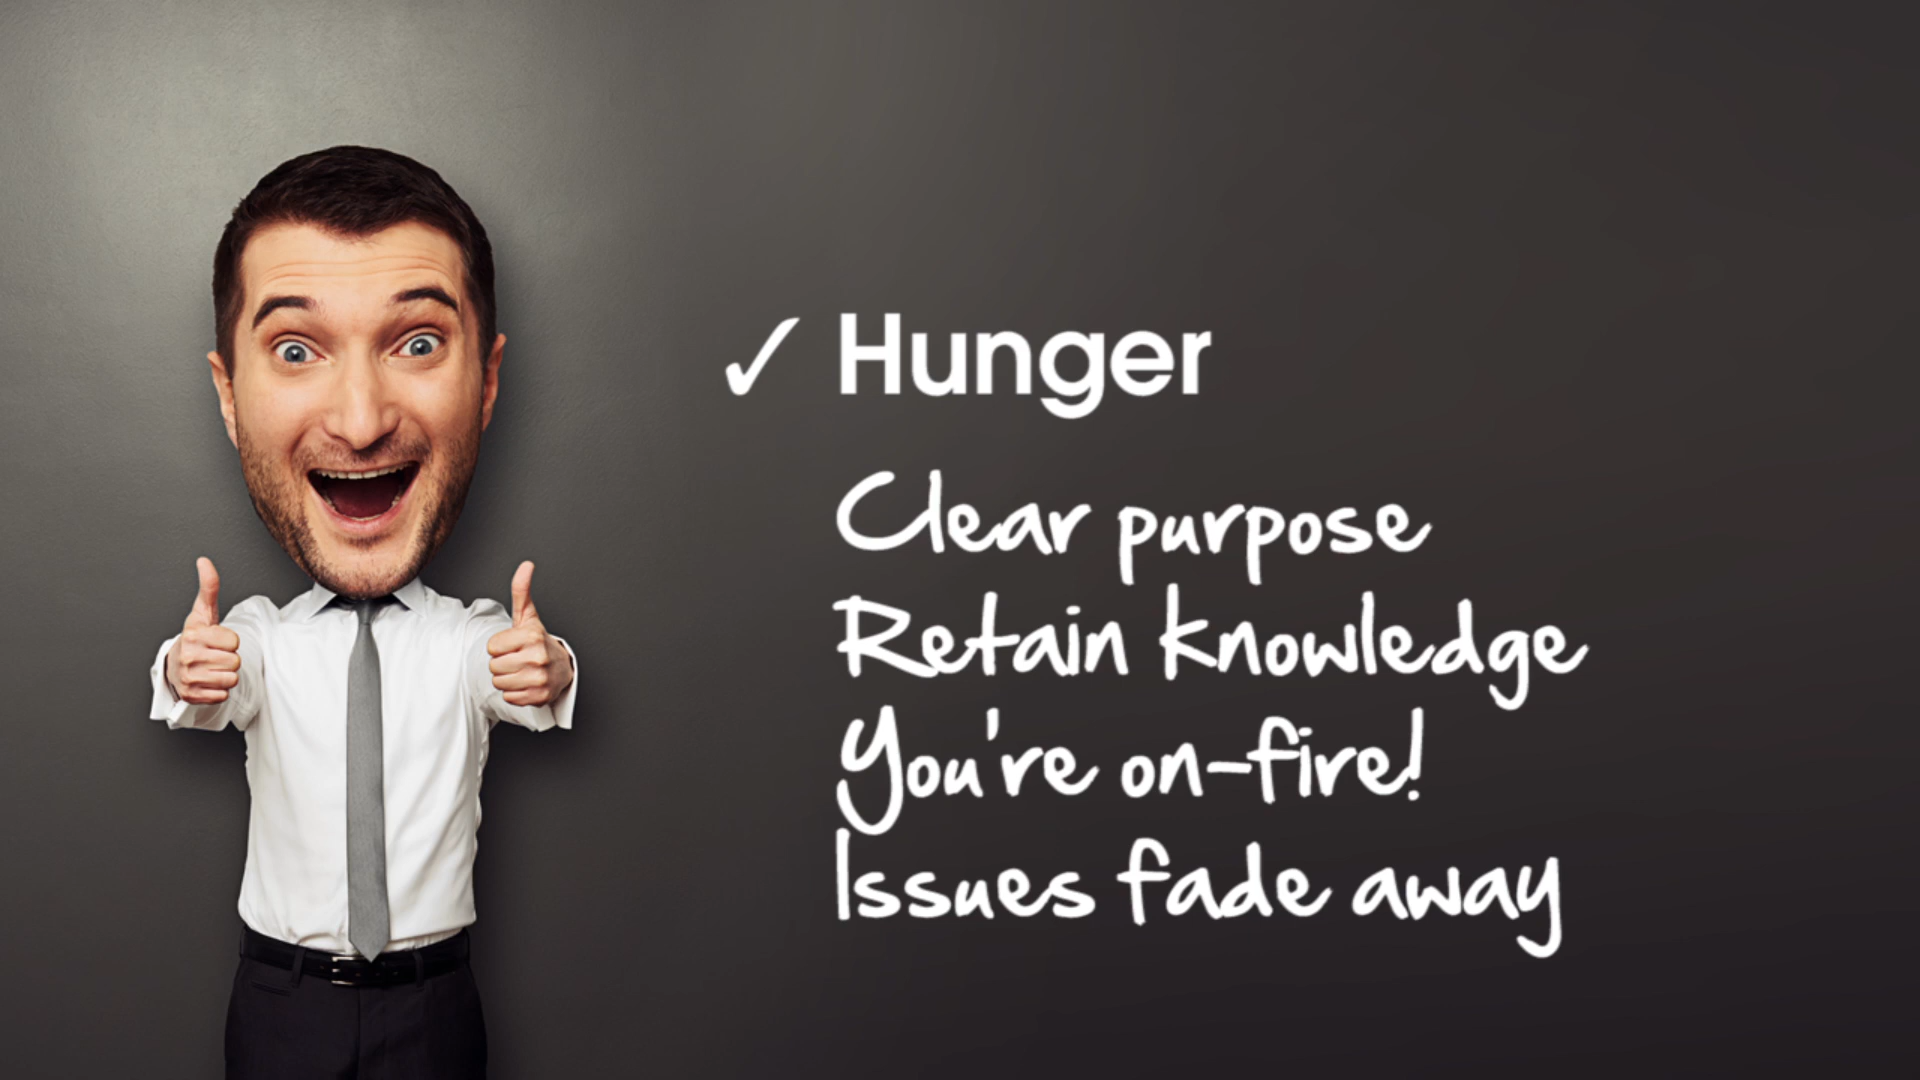 ✓ Hunger
Clear purpose
Retain knowledge
You're on-fire!
Issues fade away